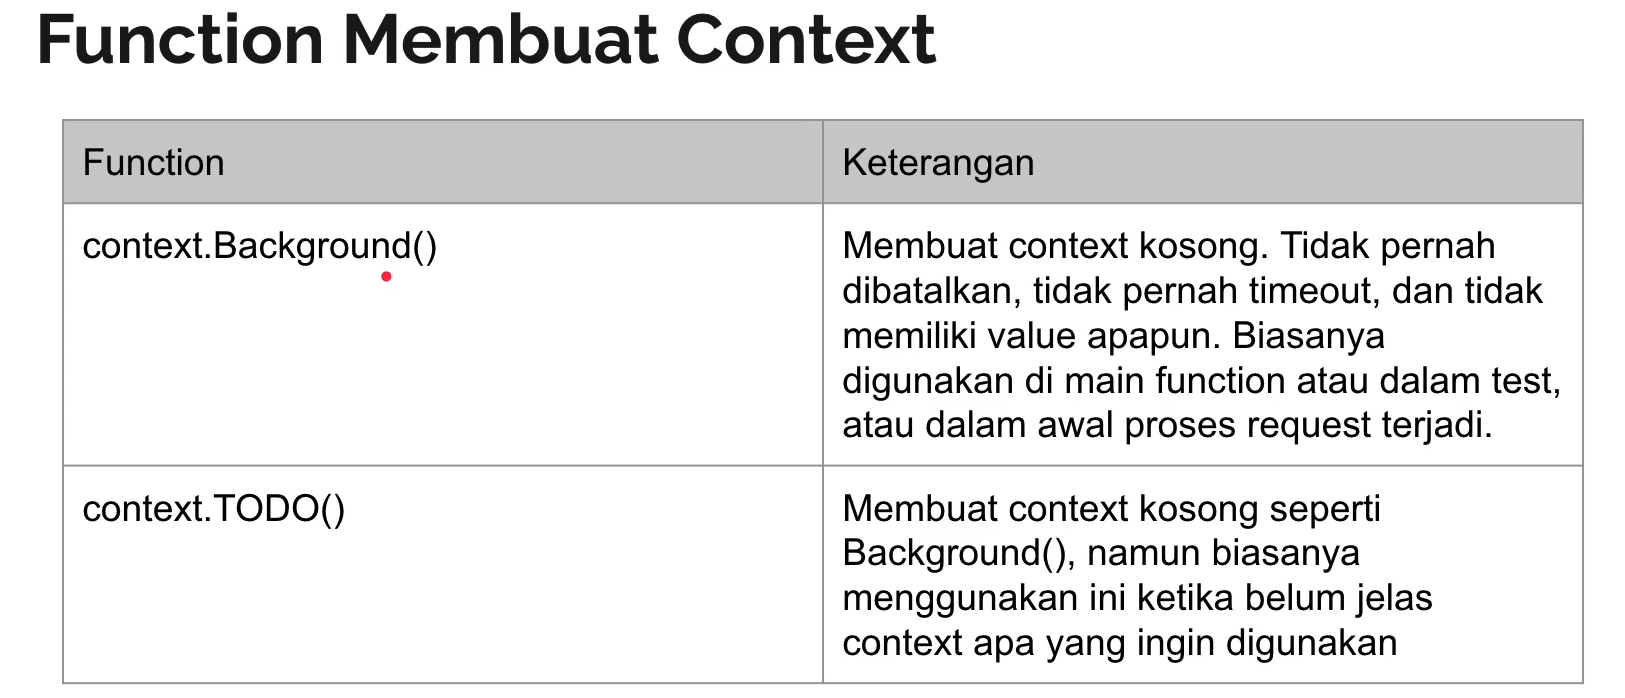 Function Membuat Context
Function
Keterangan
context.Background()
Membuat context kosong. Tidak pernah
dibatalkan, tidak pernah timeout, dan tidak
memiliki value apapun. Biasanya
digunakan di main function atau dalam test,
atau dalam awal proses request terjadi.
context.TODO()
Membuat context kosong seperti
Background(), namun biasanya
menggunakan ini ketika belum jelas
context apa yang ingin digunakan